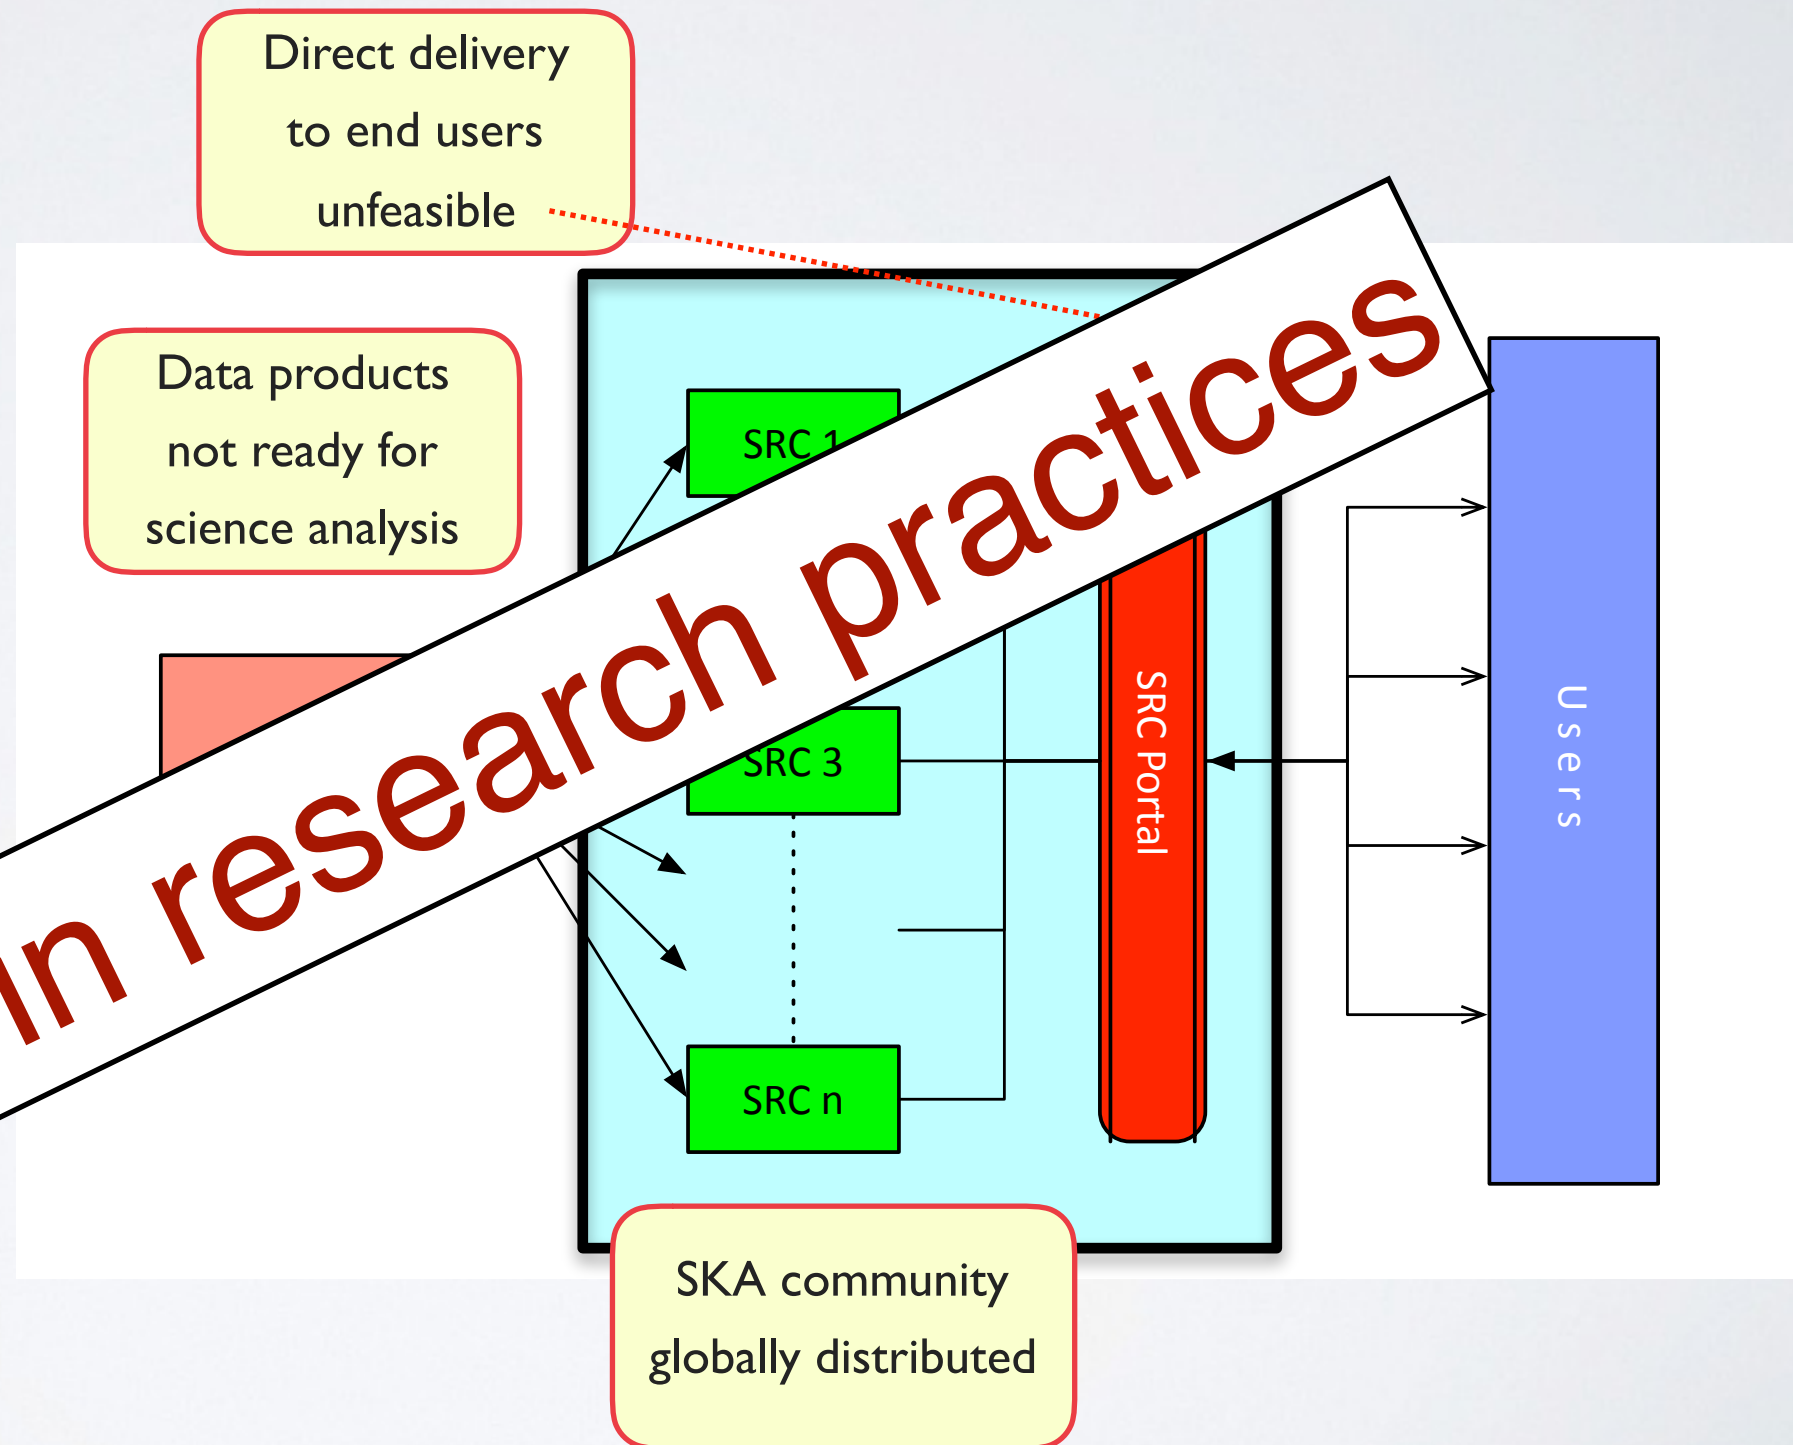 Direct delivery
to end users
unfeasible
Data products
not ready for
science analysis
in research practices
SRC 1
SRC 3
SRC n
SRC Portal
Users
SKA community
globally distributed